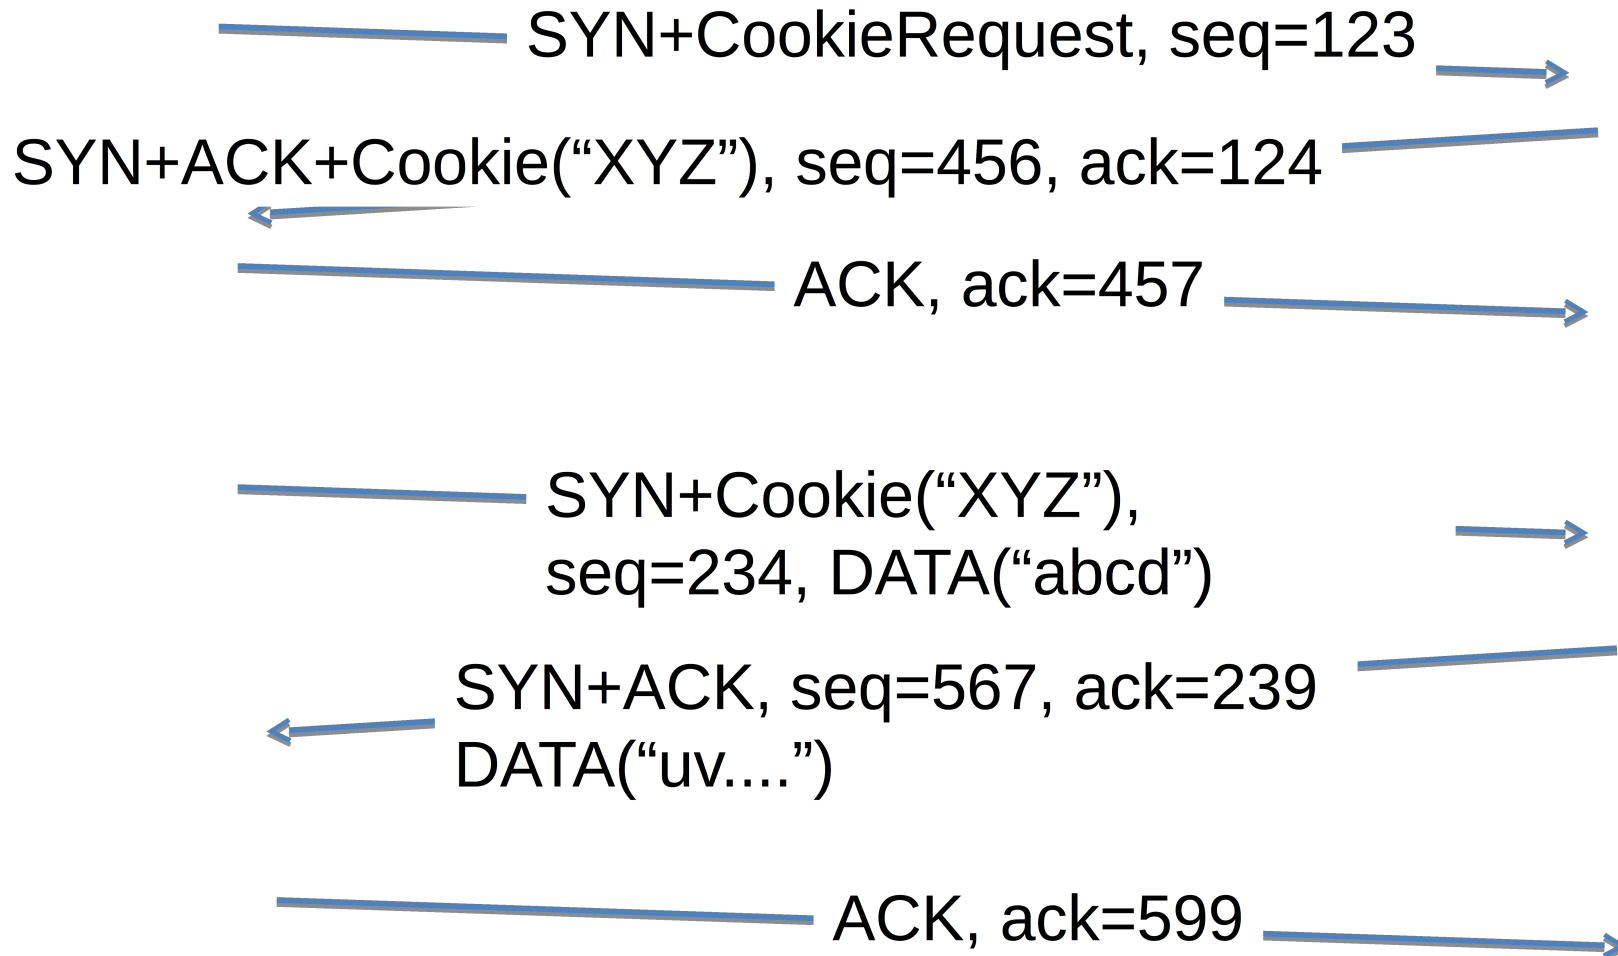 SYN+CookieRequest, seq=123
SYN+ACK+Cookie(“XYZ”), seq=456, ack=124
ACK, ack=457
SYN+Cookie(“XYZ”),
seq=234, DATA(“abcd”)
SYN+ACK, seq=567, ack=239
DATA(“uv....”)
ACK, ack=599